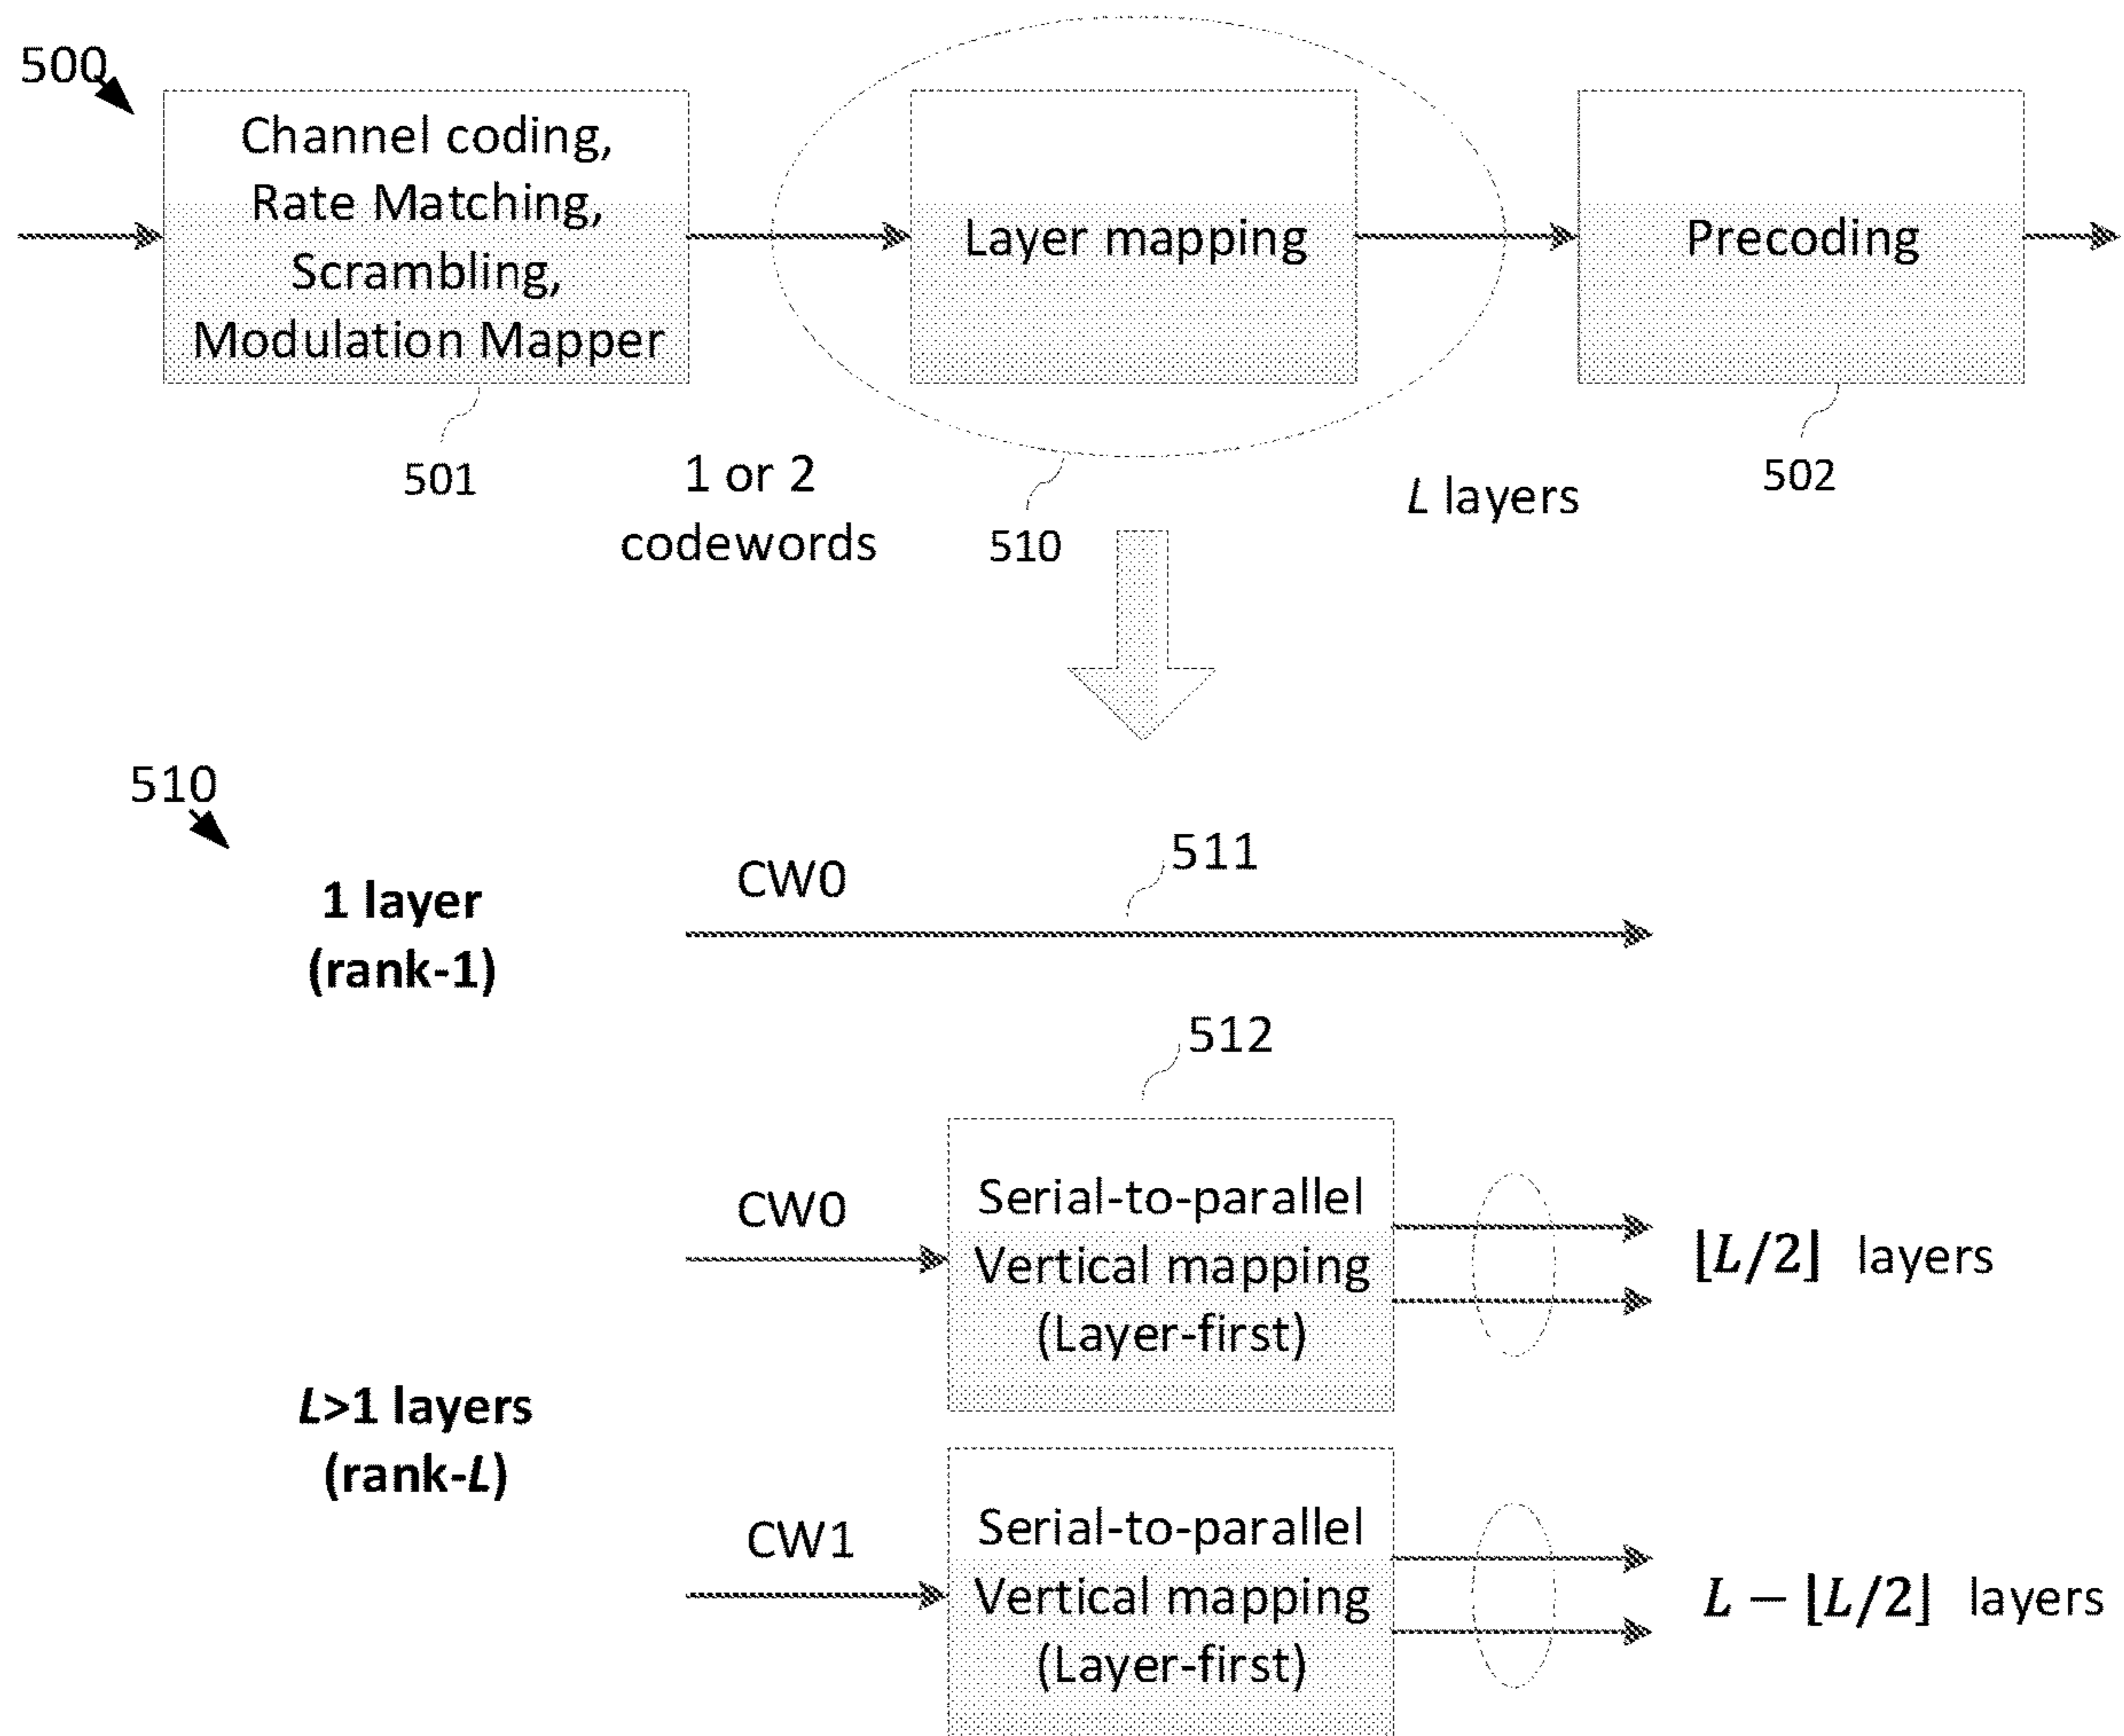 500
Channel coding,
Rate Matching,
Scrambling,
Modulation Mapper
Layer mapping
Precoding
501
1 or 2
codewords
510
L layers
502
510
1 layer
(rank-1)
CW0
511
512
L>1 layers
(rank-L)
CW0
Serial-to-parallel
Vertical mapping
(Layer-first)
⌊L/2⌋ layers
CW1
Serial-to-parallel
Vertical mapping
(Layer-first)
L − ⌊L/2⌋ layers